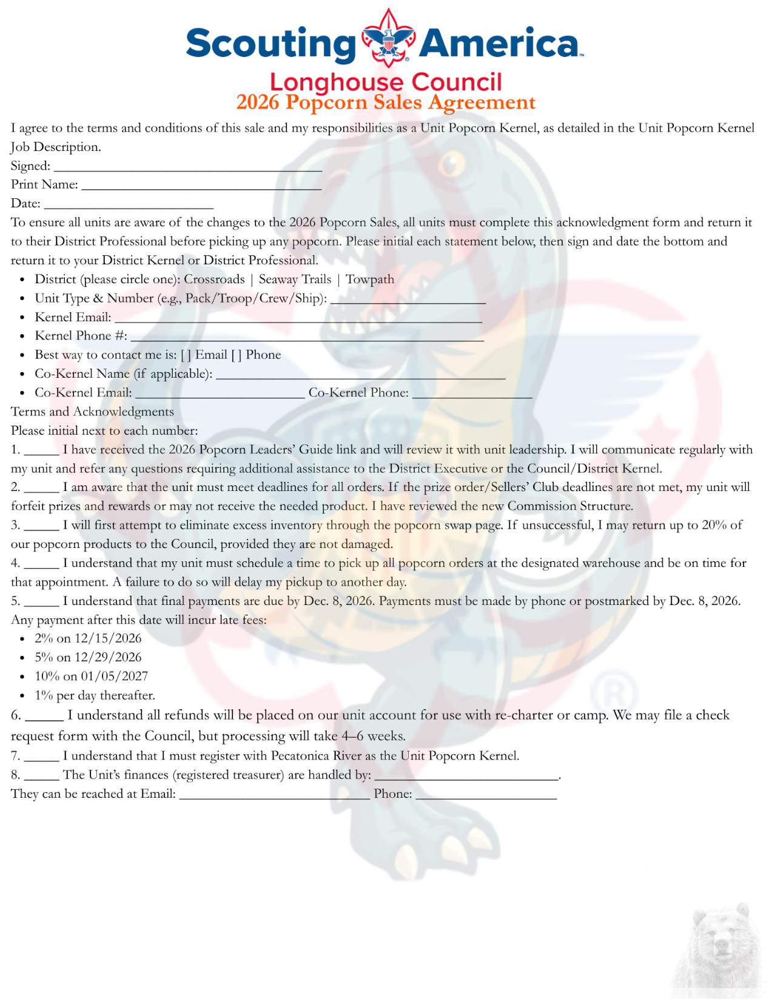 Scouting America
Longhouse Council
2026 Popcorn Sales Agreement
I agree to the terms and conditions of this sale and my responsibilities as a Unit Popcorn Kernel, as detailed in the Unit Popcorn Kernel
Job Description.
Signed: ______________________________________
Print Name: __________________________________
Date: ________________________
To ensure all units are aware of the changes to the 2026 Popcorn Sales, all units must complete this acknowledgment form and return it
to their District Professional before picking up any popcorn. Please initial each statement below, then sign and date the bottom and
return it to your District Kernel or District Professional.
• District (please circle one): Crossroads | Seaway Trails | Towpath
• Unit Type & Number (e.g., Pack/Troop/Crew/Ship): ______________________
• Kernel Email: ____________________________________________________
• Kernel Phone #: __________________________________________________
• Best way to contact me is: [ ] Email [ ] Phone
• Co-Kernel Name (if applicable): _________________________________________
• Co-Kernel Email: ________________________ Co-Kernel Phone: _________________
Terms and Acknowledgments
Please initial next to each number:
1. _____ I have received the 2026 Popcorn Leaders’ Guide link and will review it with unit leadership. I will communicate regularly with
my unit and refer any questions requiring additional assistance to the District Executive or the Council/District Kernel.
2. _____ I am aware that the unit must meet deadlines for all orders. If the prize order/Sellers’ Club deadlines are not met, my unit will
forfeit prizes and rewards or may not receive the needed product. I have reviewed the new Commission Structure.
3. _____ I will first attempt to eliminate excess inventory through the popcorn swap page. If unsuccessful, I may return up to 20% of
our popcorn products to the Council, provided they are not damaged.
4. _____ I understand that my unit must schedule a time to pick up all popcorn orders at the designated warehouse and be on time for
that appointment. A failure to do so will delay my pickup to another day.
5. _____ I understand that final payments are due by Dec. 8, 2026. Payments must be made by phone or postmarked by Dec. 8, 2026.
Any payment after this date will incur late fees:
• 2% on 12/15/2026
• 5% on 12/29/2026
• 10% on 01/05/2027
• 1% per day thereafter.
6. _____ I understand all refunds will be placed on our unit account for use with re-charter or camp. We may file a check
request form with the Council, but processing will take 4–6 weeks.
7. _____ I understand that I must register with Pecatonica River as the Unit Popcorn Kernel.
8. _____ The Unit’s finances (registered treasurer) are handled by: __________________________.
They can be reached at Email: ___________________________ Phone: ____________________